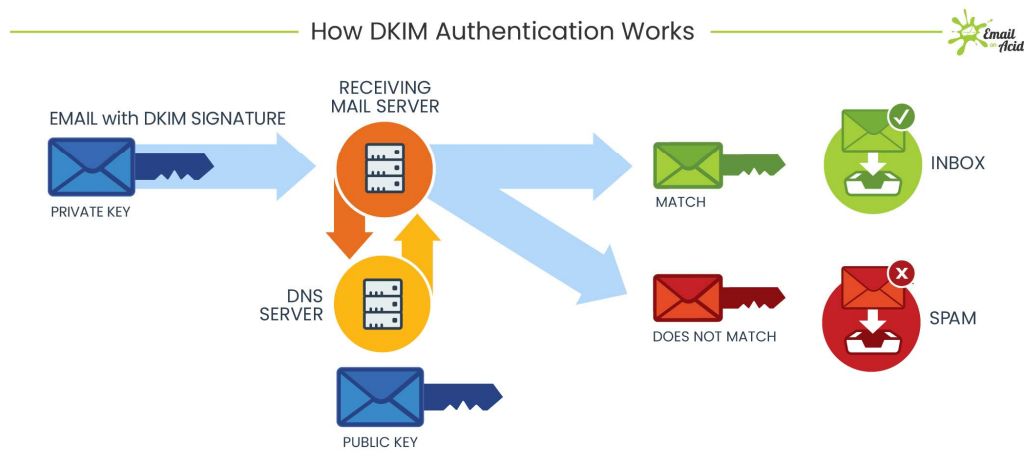 How DKIM Authentication Works
Email
on
Acid
EMAIL with DKIM SIGNATURE
PRIVATE KEY
RECEIVING
MAIL SERVER
DNS
SERVER
PUBLIC KEY
MATCH
INBOX
DOES NOT MATCH
SPAM